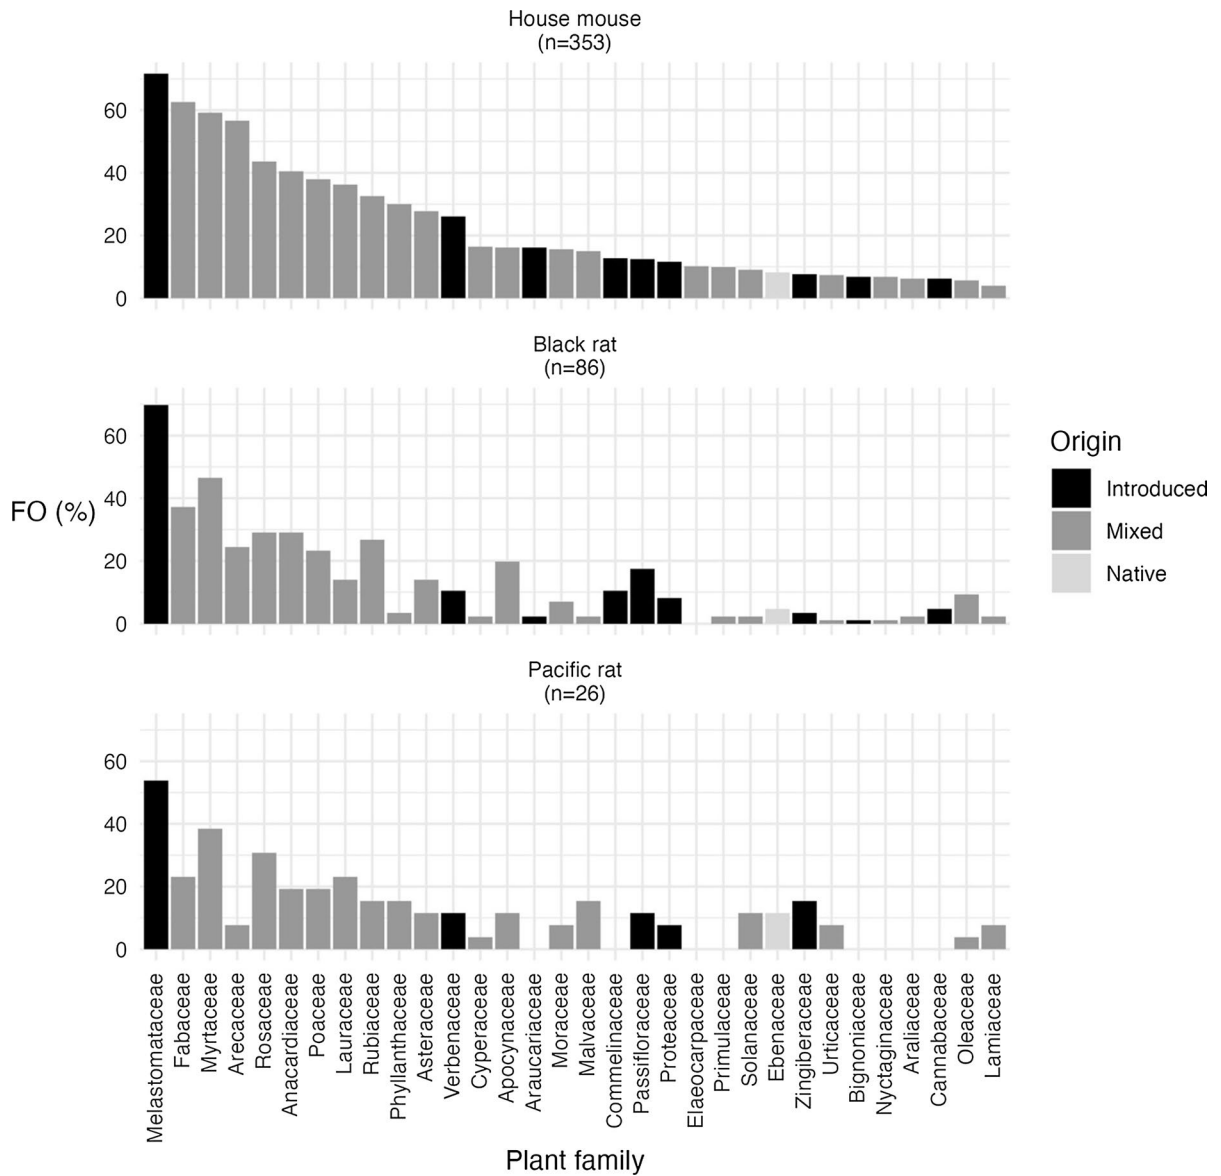 House mouse
(n=353)
60
40
20
0
Black rat
(n=86)
60
40
20
0
FO (%)
Pacific rat
(n=26)
60
40
20
0
Melastomataceae
Fabaceae
Myrtaceae
Arecaceae
Rosaceae
Anacardiaceae
Poaceae
Lauraceae
Rubiaceae
Phyllanthaceae
Asteraceae
Verbenaceae
Cyperaceae
Apocynaceae
Araucariaceae
Moraceae
Malvaceae
Commelinaceae
Passifloraceae
Proteaceae
Elaeocarpaceae
Primulaceae
Solanaceae
Ebenaceae
Zingiberaceae
Urticaceae
Bignoniaceae
Nyctaginaceae
Araliaceae
Cannabaceae
Oleaceae
Lamiaceae
Plant family
Origin
Introduced
Mixed
Native